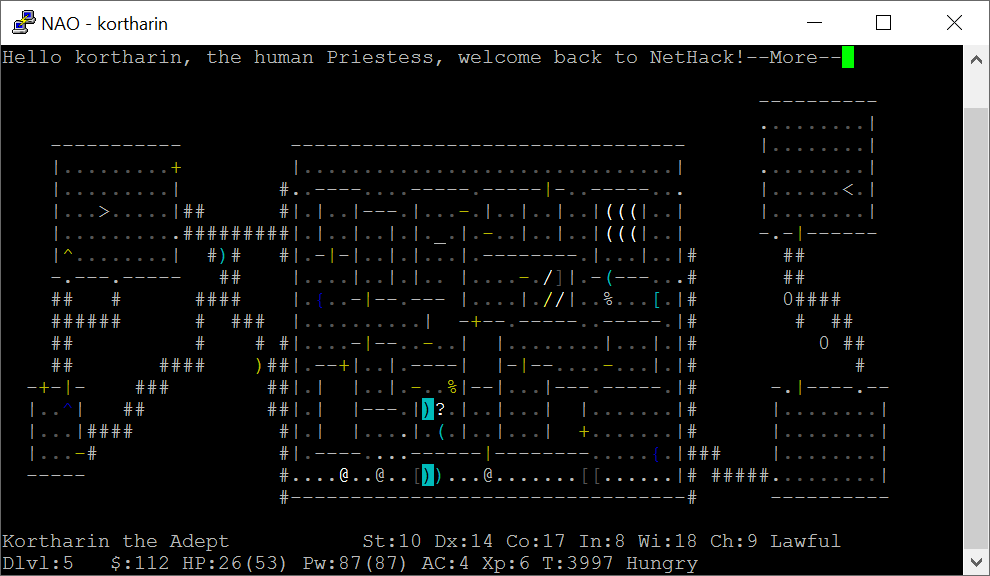 NAO - kortharin
Hello kortharin, the human Priestess, welcome back to NetHack!--More--
Kortharin the Adept St:10 Dx:14 Co:17 In:8 Wi:18 Ch:9 Lawful
Dlvl:5 $:112 HP:26(53) Pw:87(87) AC:4 Xp:6 T:3997 Hungry